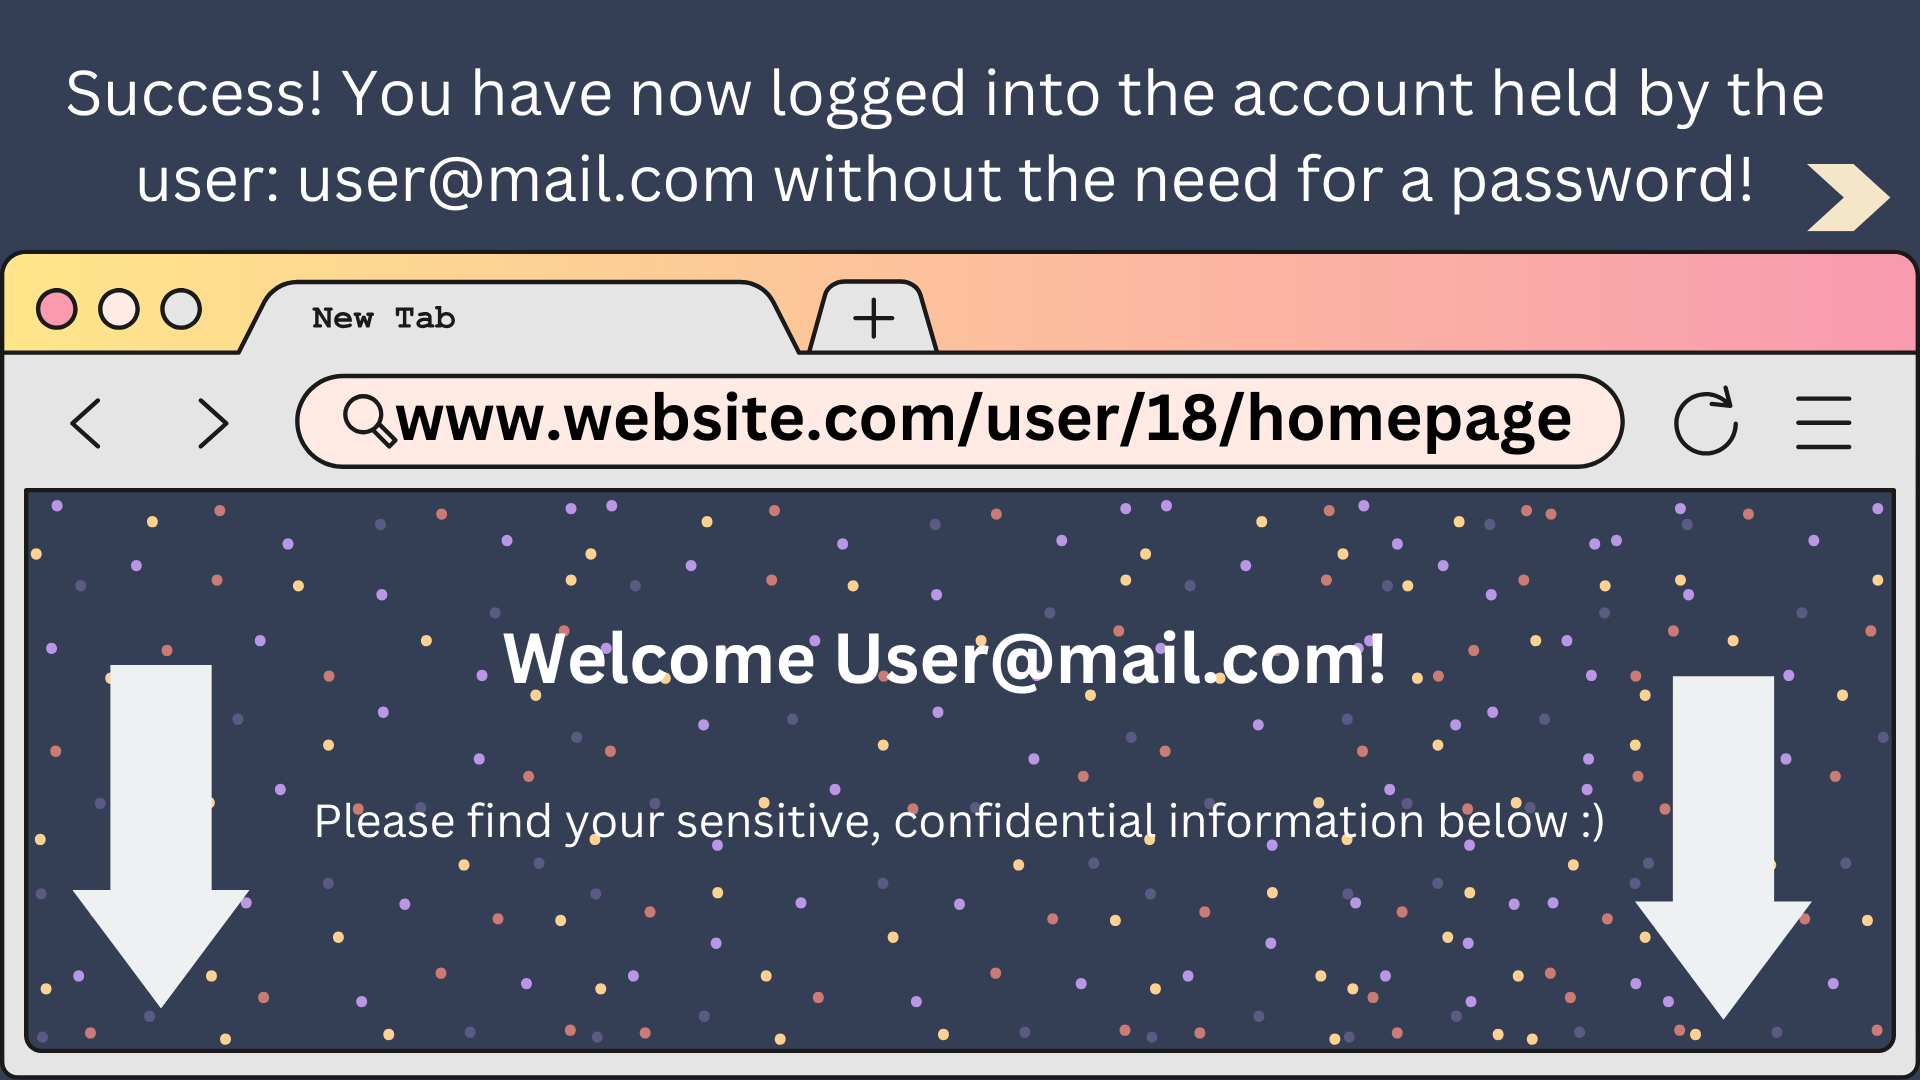 Success! You have now logged into the account held by the
user: user@mail.com without the need for a password!
New Tab
www.website.com/user/18/homepage
Welcome User@mail.com!
Please find your sensitive, confidential information below :)